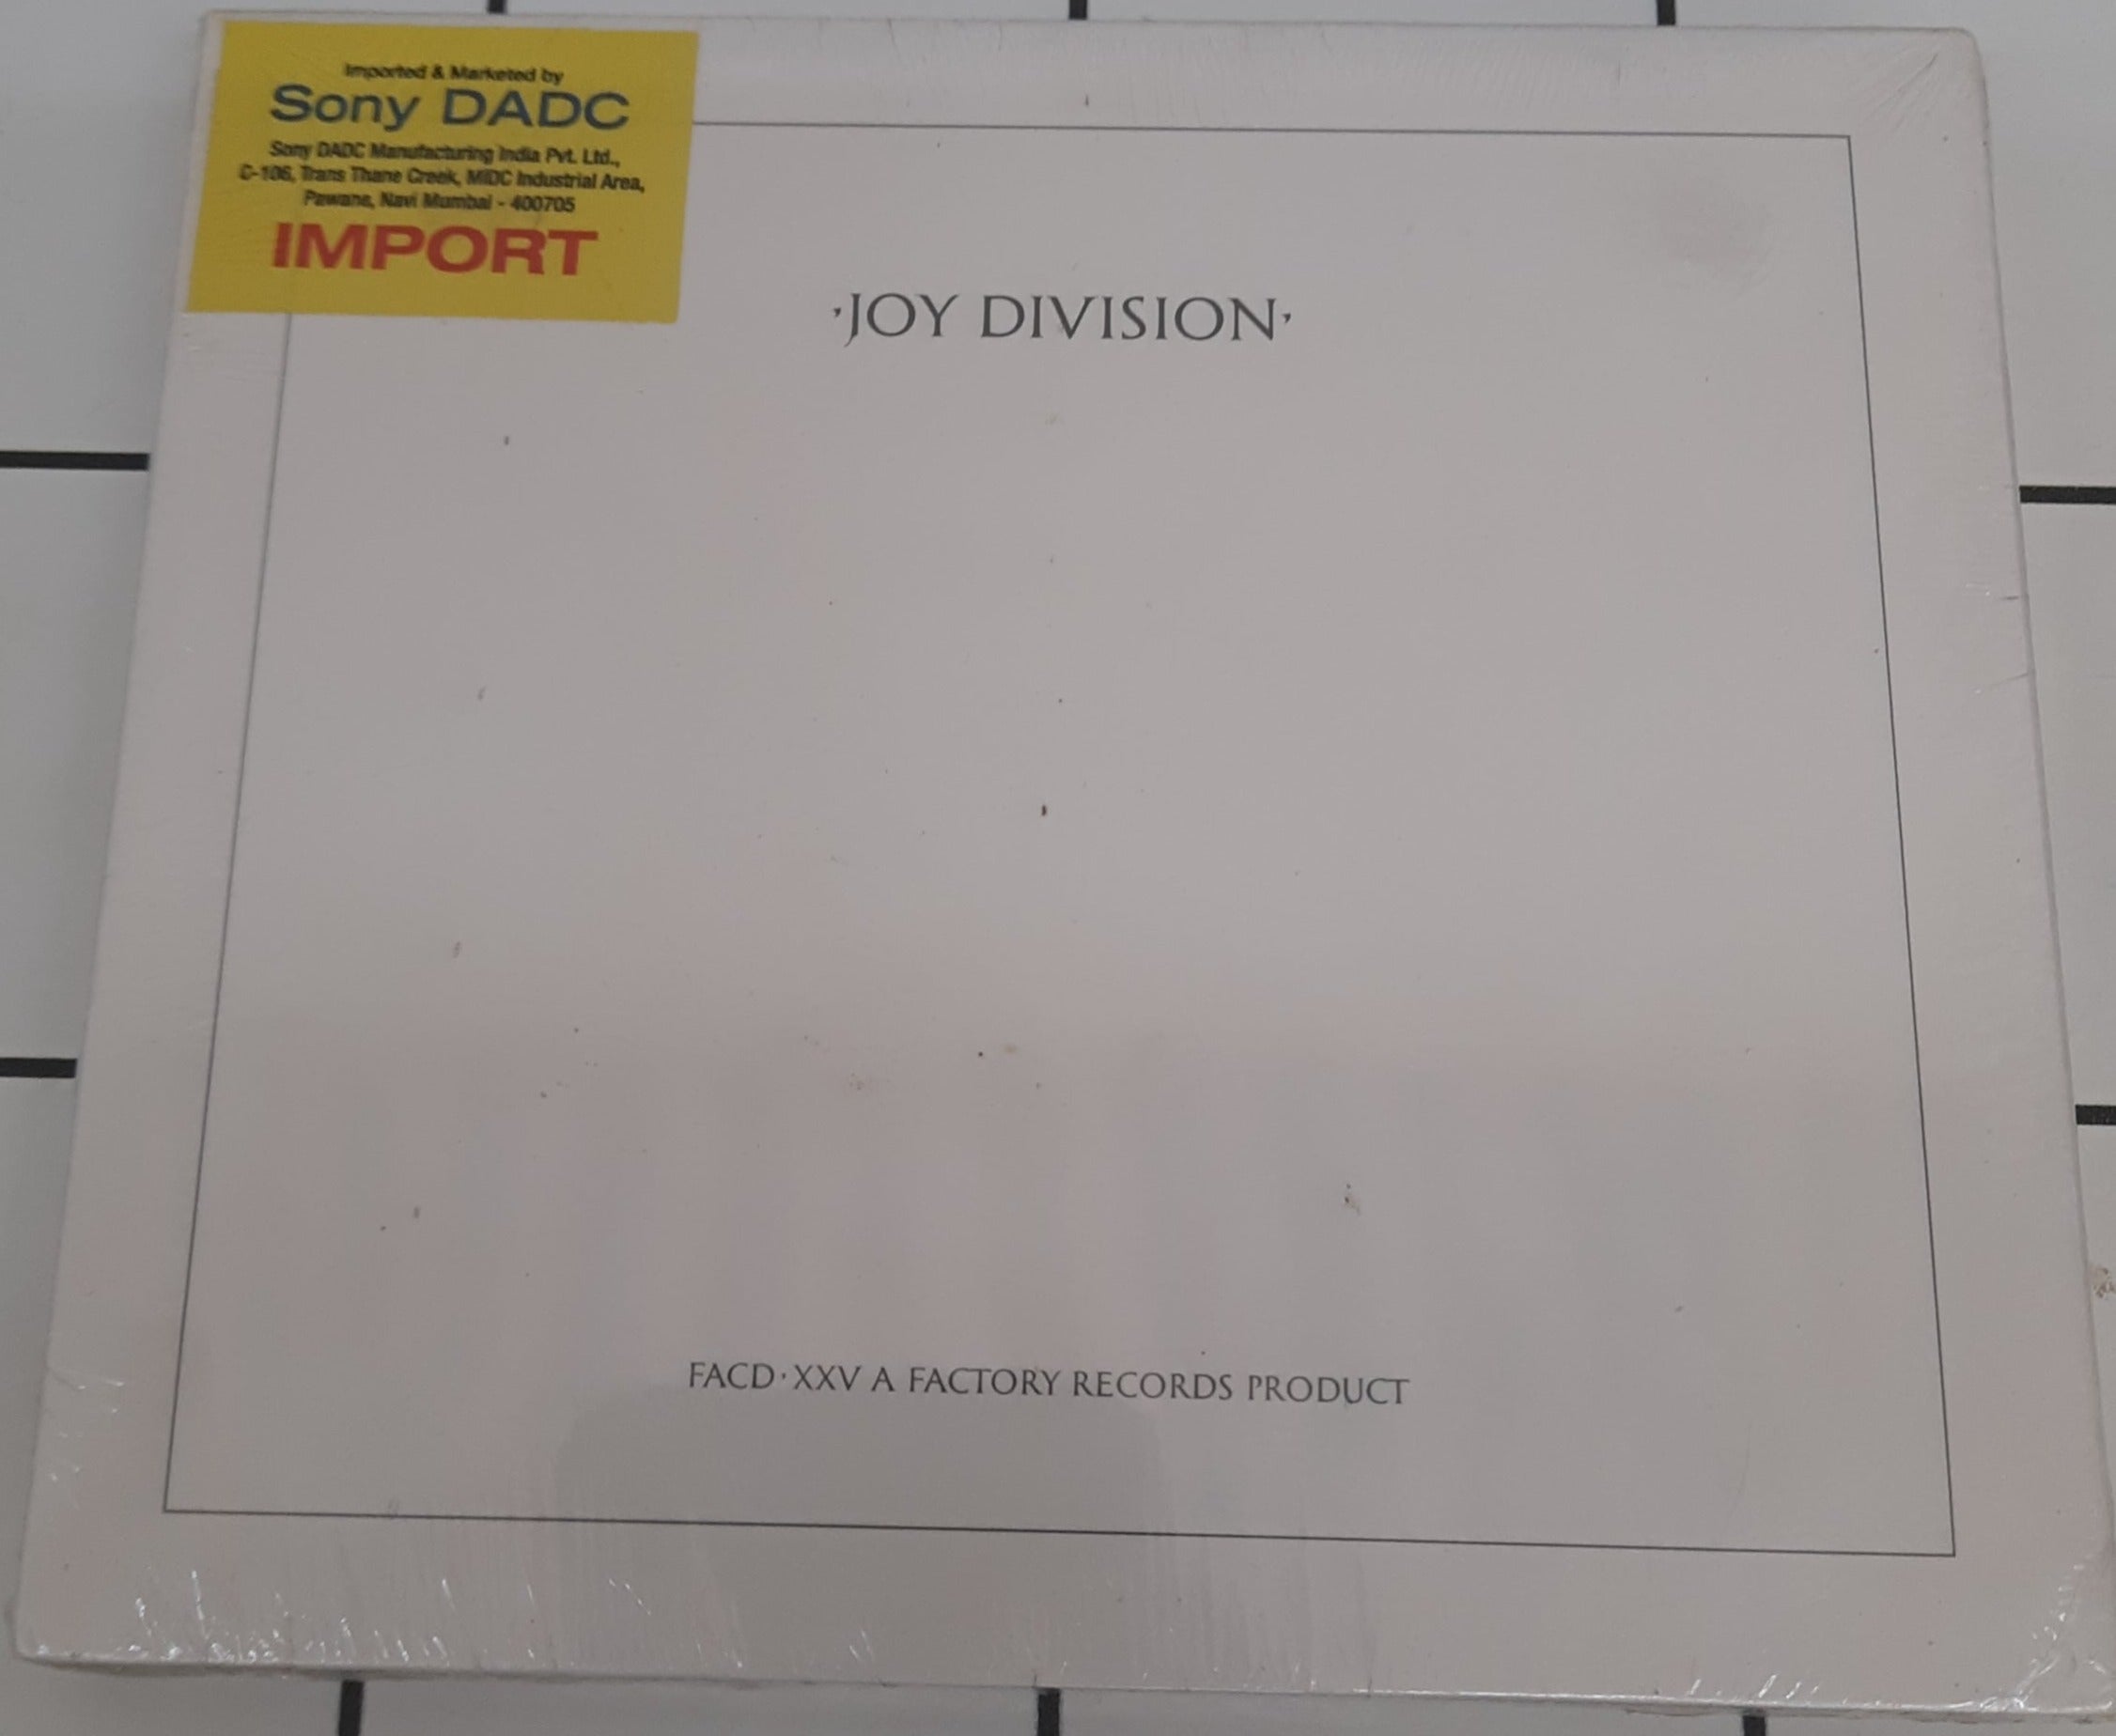 Imported & Marketed by
Sony DADC
Sony DADC Manufacturing India Pvt. Ltd.,
C-106, Trans Thane Creek, MIDC Industrial Area,
Pawane, Navi Mumbai - 400705
IMPORT
·JOY DIVISION·
FACD·XXV A FACTORY RECORDS PRODUCT